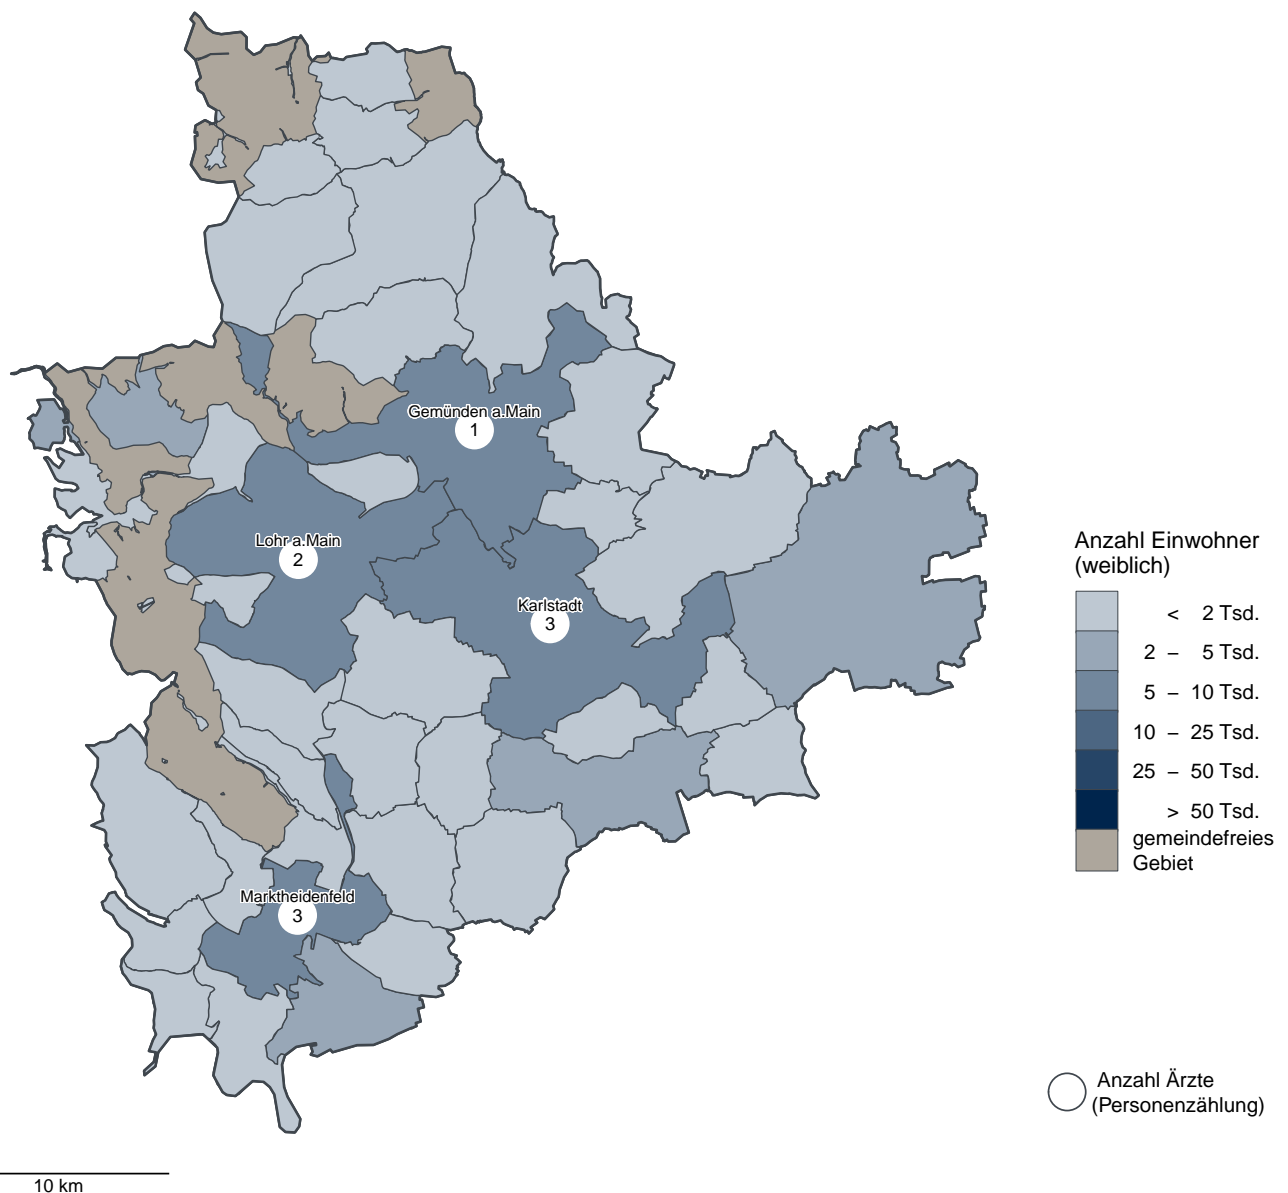 Gemünden a.Main
1
Lohr a.Main
2
Karlstadt
3
Marktheidenfeld
3
Anzahl Einwohner
(weiblich)
< 2 Tsd.
2 – 5 Tsd.
5 – 10 Tsd.
10 – 25 Tsd.
25 – 50 Tsd.
> 50 Tsd.
gemeindefreies
Gebiet
Anzahl Ärzte
(Personenzählung)
10 km